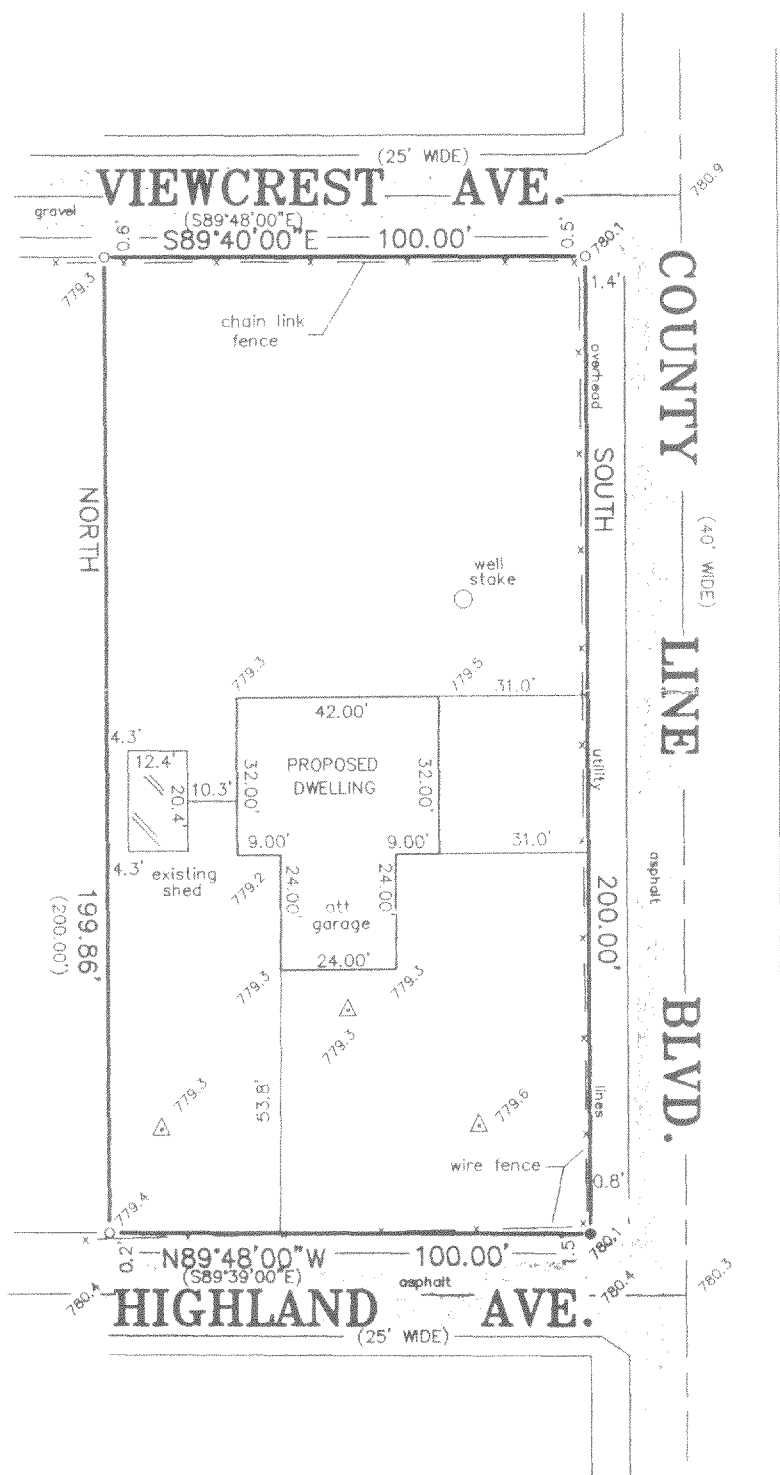 (25' WIDE)
VIEWCREST AVE.
780.9
gravel
(S89°48'00"E)
S89°40'00"E 100.00'
0.9'
0.5'
780.1
779.3
1.4'
chain link
fence
overhead
COUNTY
NORTH
SOUTH
(40' WIDE)
well
stake
779.3
779.5
31.0'
42.00'
LINE
4.3'
12.4'
10.3'
32.00'
PROPOSED
DWELLING
32.00'
utility
20.4'
9.00'
9.00'
31.0'
4.3'
existing
shed
779.2
24.00'
24.00'
att
garage
asphalt
199.86'
(200.00')
200.00'
24.00'
779.3
779.3
779.3
BLVD.
779.3
53.8'
779.6
lines
wire fence
0.8'
779.4
0.2'
N89°48'00"W 100.00'
(S89°39'00"E)
1.5'
780.1
asphalt
780.4
780.4
780.3
HIGHLAND AVE.
(25' WIDE)